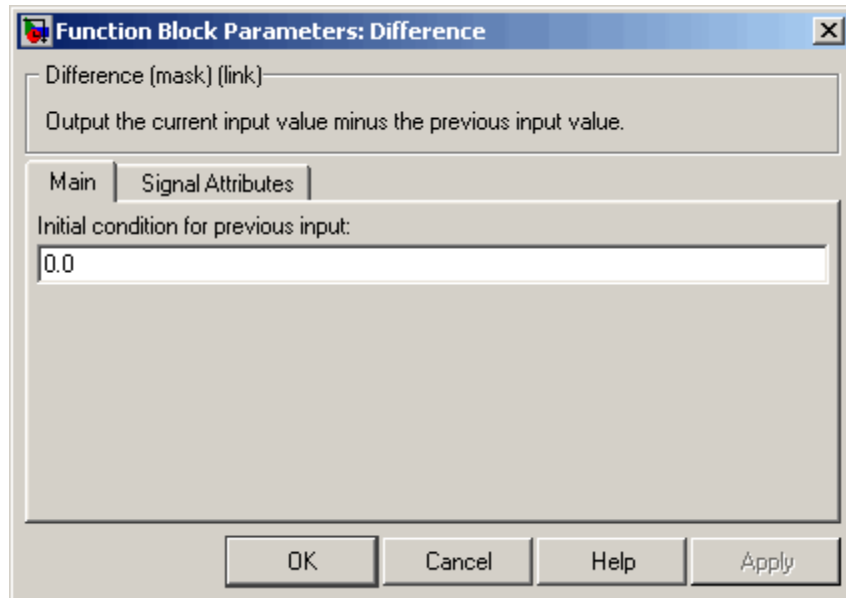 Function Block Parameters: Difference
Difference (mask) (link)
Output the current input value minus the previous input value.
Main Signal Attributes
Initial condition for previous input:
0.0
OK Cancel Help Apply